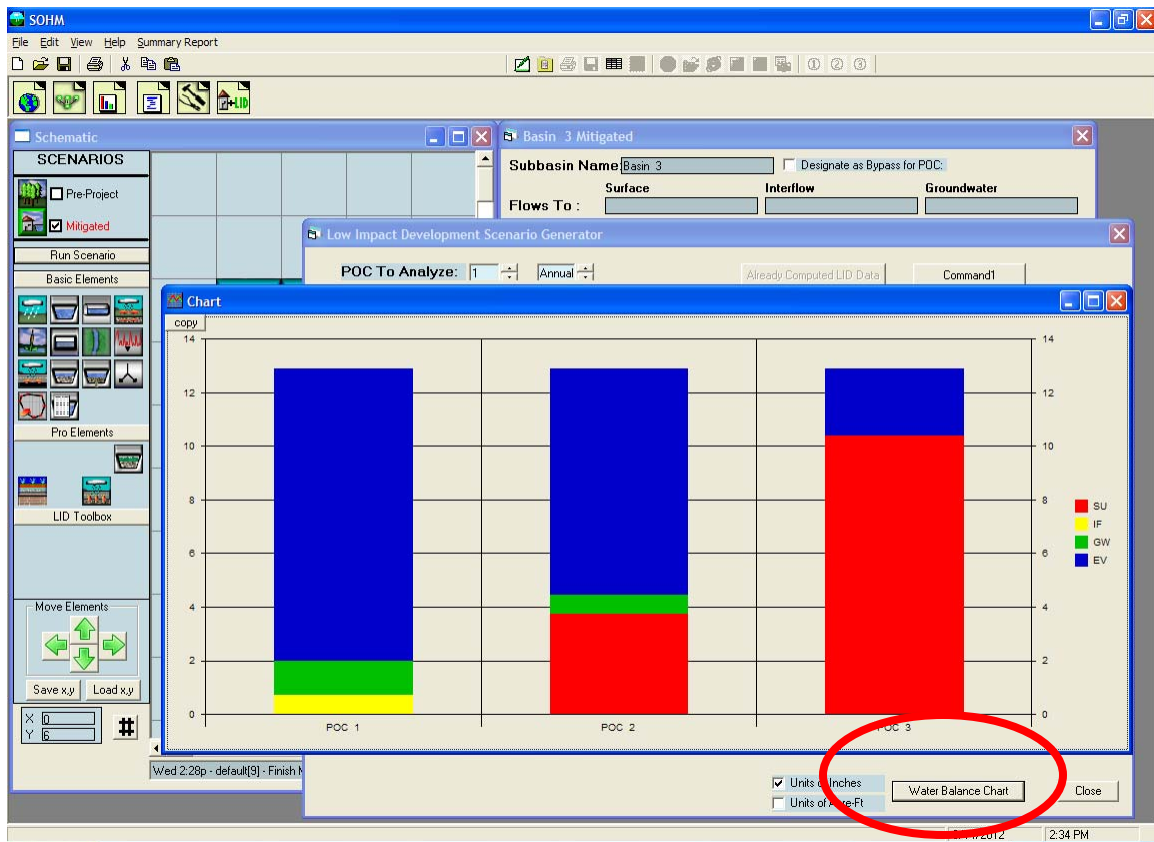 SOHM
File Edit View Help Summary Report
Schematic
SCENARIOS
Pre-Project
Mitigated
Run Scenario
Basic Elements
Pro Elements
LID Toolbox
Move Elements
Save x,y Load x,y
X 0
Y 6
#
Basin 3 Mitigated
Subbasin Name: Basin 3 Designate as Bypass for POC:
Surface Interflow Groundwater
Flows To :
Low Impact Development Scenario Generator
POC To Analyze: 1 Annual Already Computed LID Data Command1
Chart
copy
14 14
12 12
10 10
8 8
6 6
4 4
2 2
0 0
POC 1 POC 2 POC 3
SU
IF
GW
EV
Wed 2:28p - default[9] - Finish
Units Inches
Units of Acre-Ft
Water Balance Chart Close
2012 2:34 PM